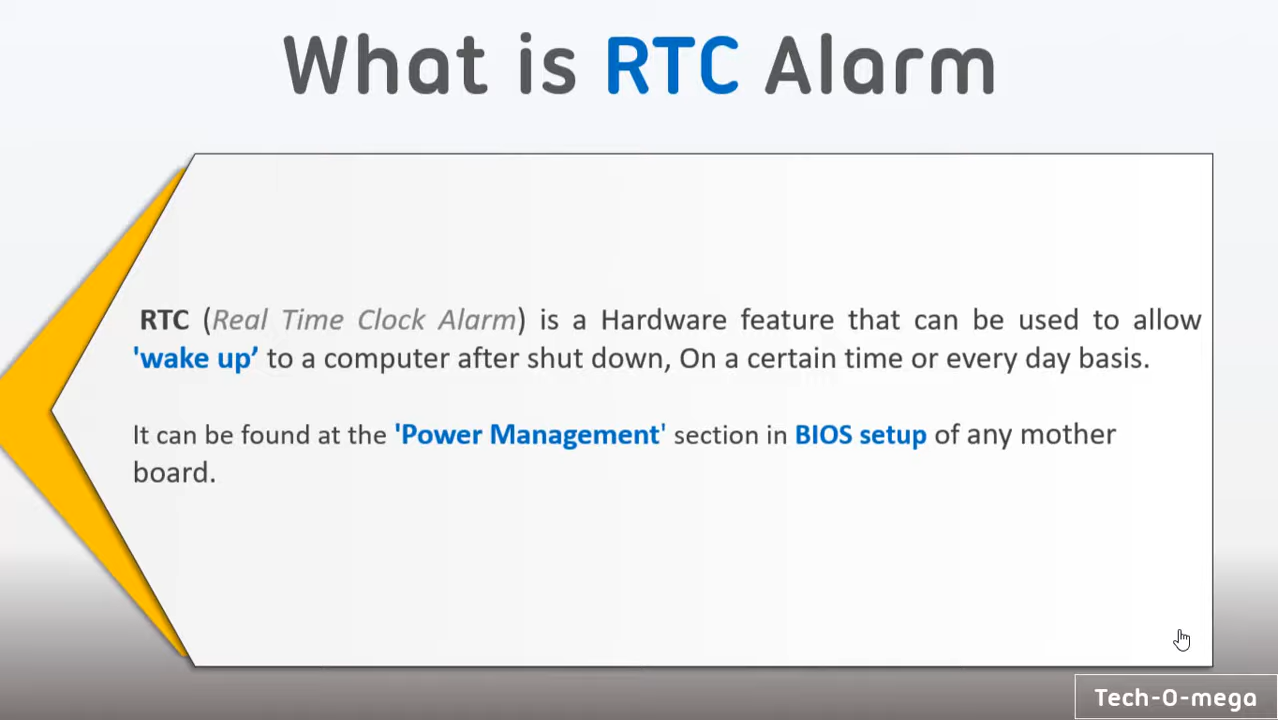 What is RTC Alarm
RTC (Real Time Clock Alarm) is a Hardware feature that can be used to allow
'wake up’ to a computer after shut down, On a certain time or every day basis.
It can be found at the 'Power Management' section in BIOS setup of any mother
board.
Tech-O-mega